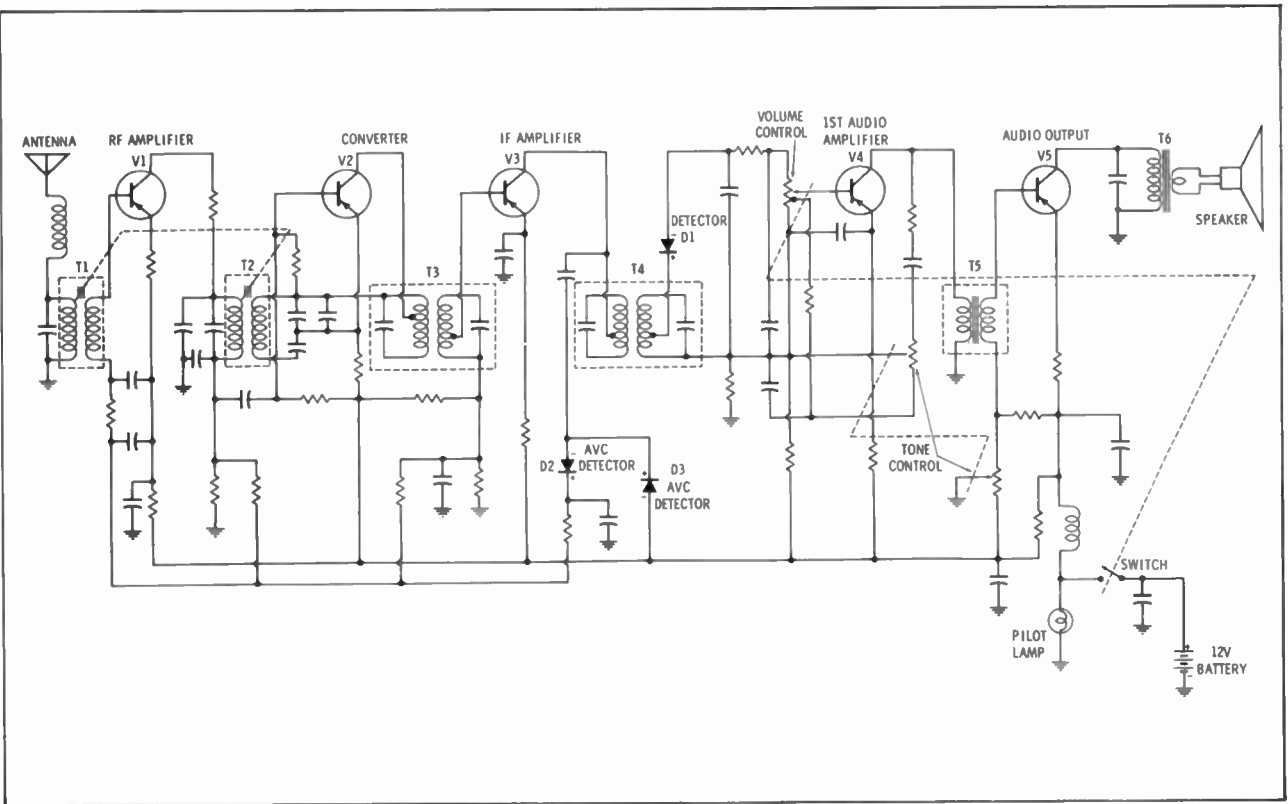 ANTENNA
RF AMPLIFIER
V1
CONVERTER
V2
IF AMPLIFIER
V3
VOLUME
CONTROL
1ST AUDIO
AMPLIFIER
V4
AUDIO OUTPUT
V5
T6
SPEAKER
DETECTOR
D1
-
+
T1
T2
T3
T4
T5
D2
-
+
AVC
DETECTOR
+
-
D3
AVC
DETECTOR
TONE
CONTROL
SWITCH
PILOT
LAMP
+
-
12V
BATTERY